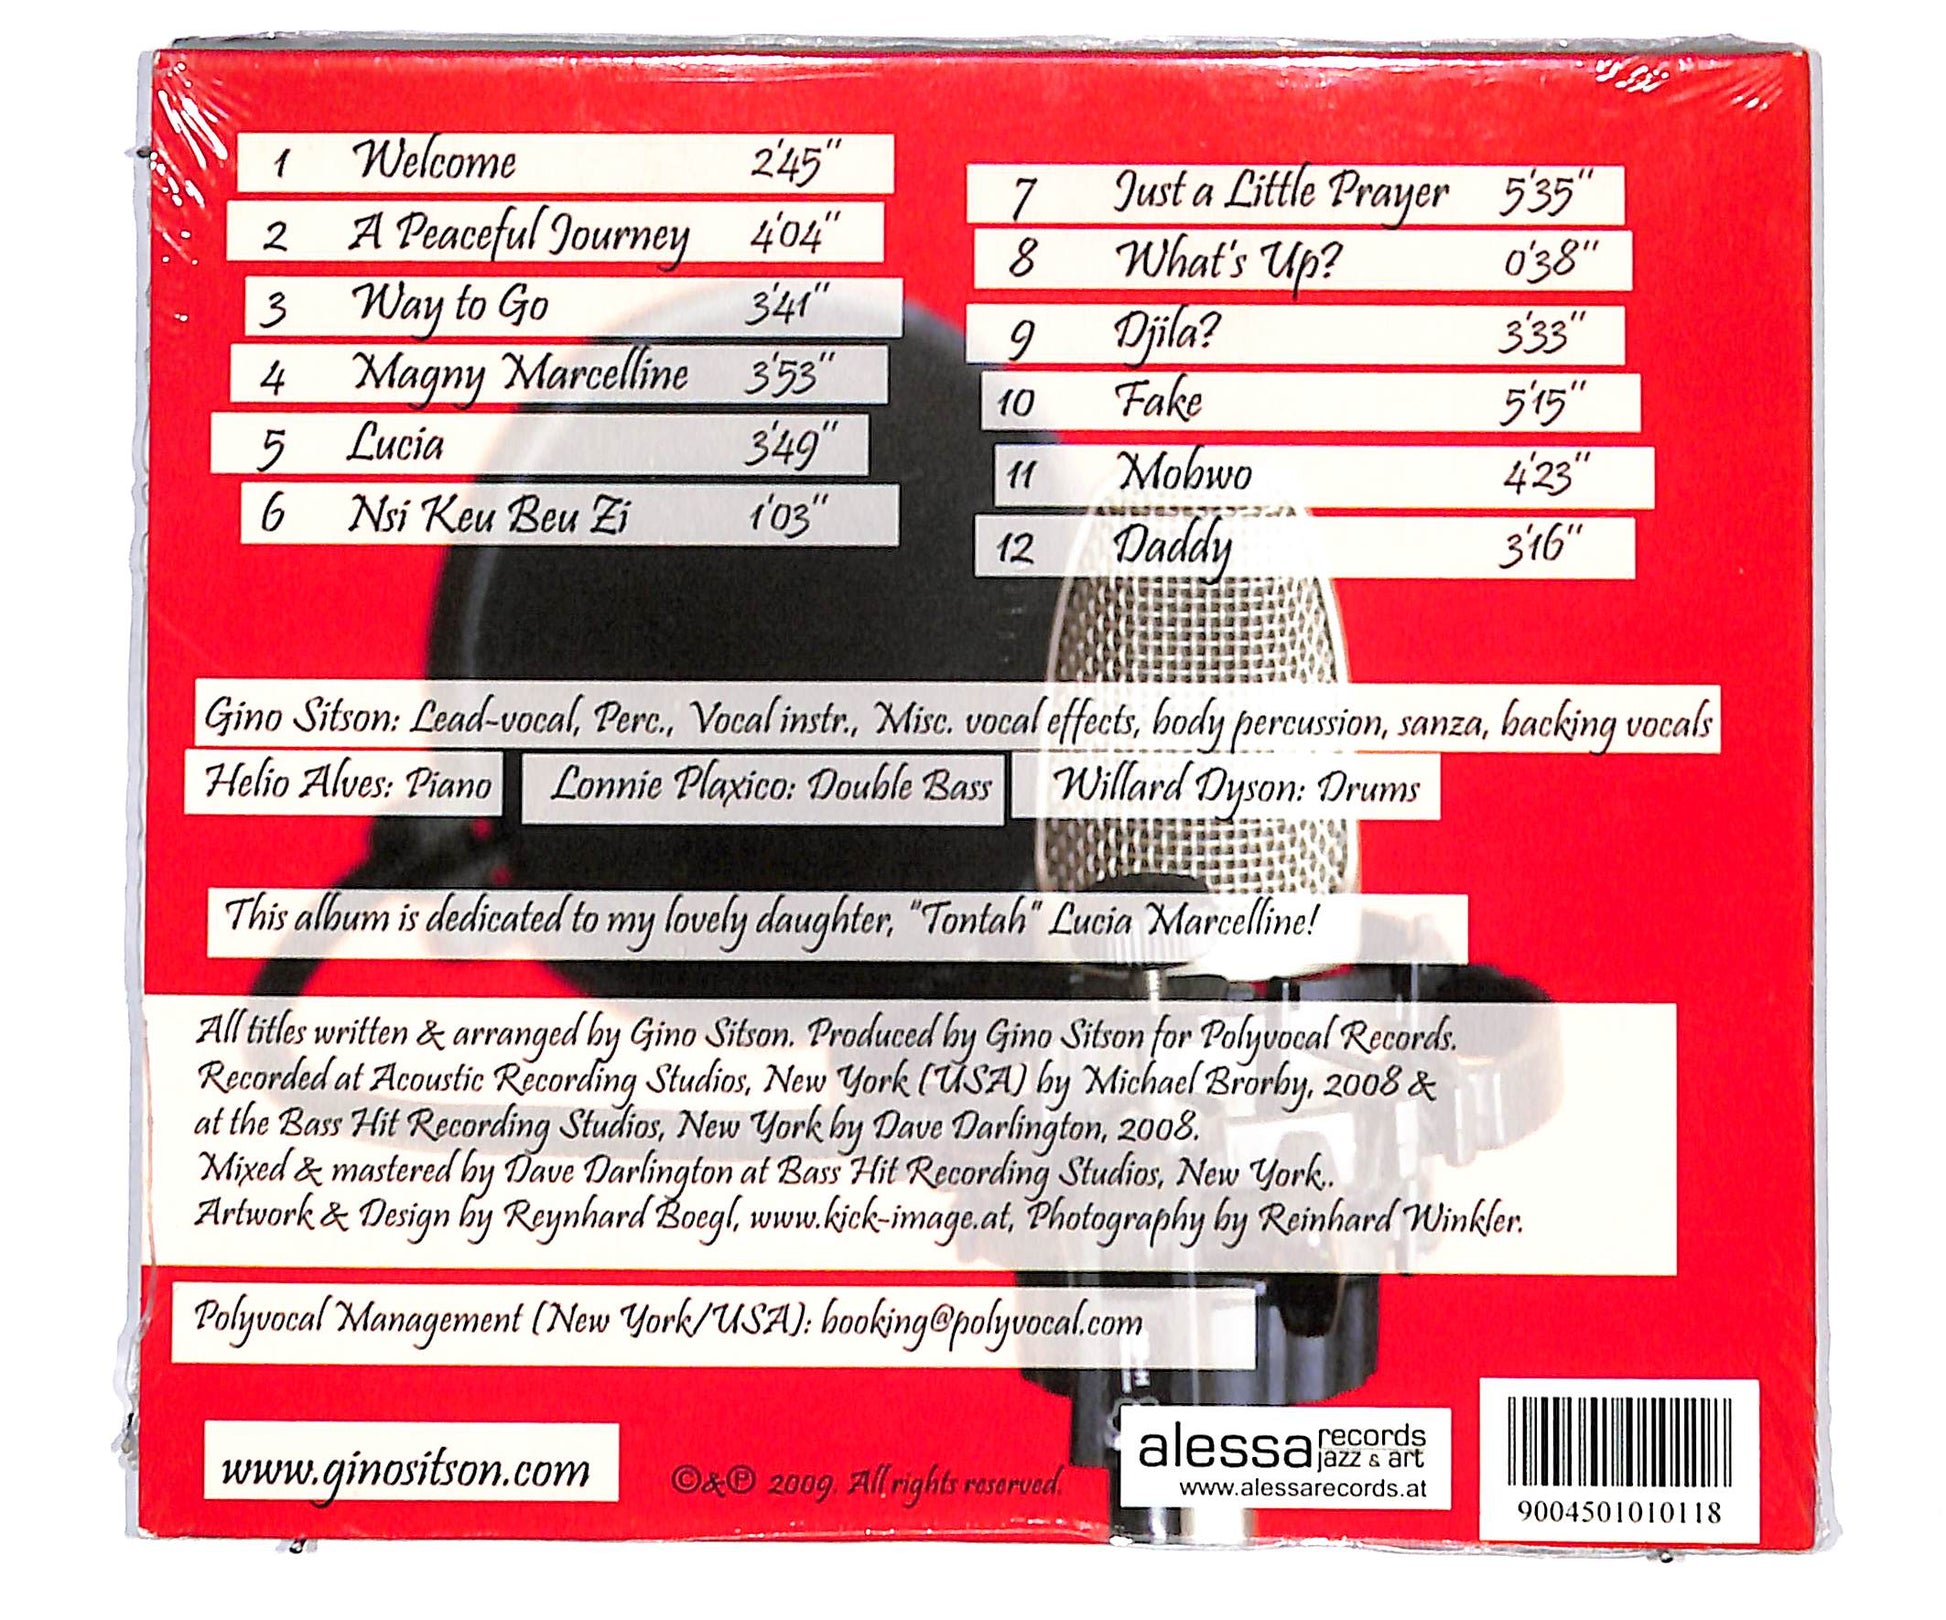 1 Welcome 2'45"
2 A Peaceful Journey 4'04"
3 Way to Go 3'41"
4 Magny Marcelline 3'53"
5 Lucia 3'49"
6 Nsi Keu Beu Zi 1'03"
7 Just a Little Prayer 5'35"
8 What's Up? 0'38"
9 Djila? 3'33"
10 Fake 5'15"
11 Mobwo 4'23"
12 Daddy 3'16"
Gino Sitson: Lead-vocal, Perc., Vocal instr., Misc. vocal effects, body percussion, sanza, backing vocals
Helio Alves: Piano Lonnie Plaxico: Double Bass Willard Dyson: Drums
This album is dedicated to my lovely daughter, "Tontah" Lucia Marcelline!
All titles written & arranged by Gino Sitson. Produced by Gino Sitson for Polyvocal Records.
Recorded at Acoustic Recording Studios, New York (USA) by Michael Brorby, 2008 &
at the Bass Hit Recording Studios, New York by Dave Darlington, 2008.
Mixed & mastered by Dave Darlington at Bass Hit Recording Studios, New York..
Artwork & Design by Reynhard Boegl, www.kick-image.at, Photography by Reinhard Winkler.
Polyvocal Management (New York/USA): booking@polyvocal.com
www.ginositson.com
©&℗ 2009. All rights reserved.
alessa records
jazz & art
www.alessarecords.at
9004501010118